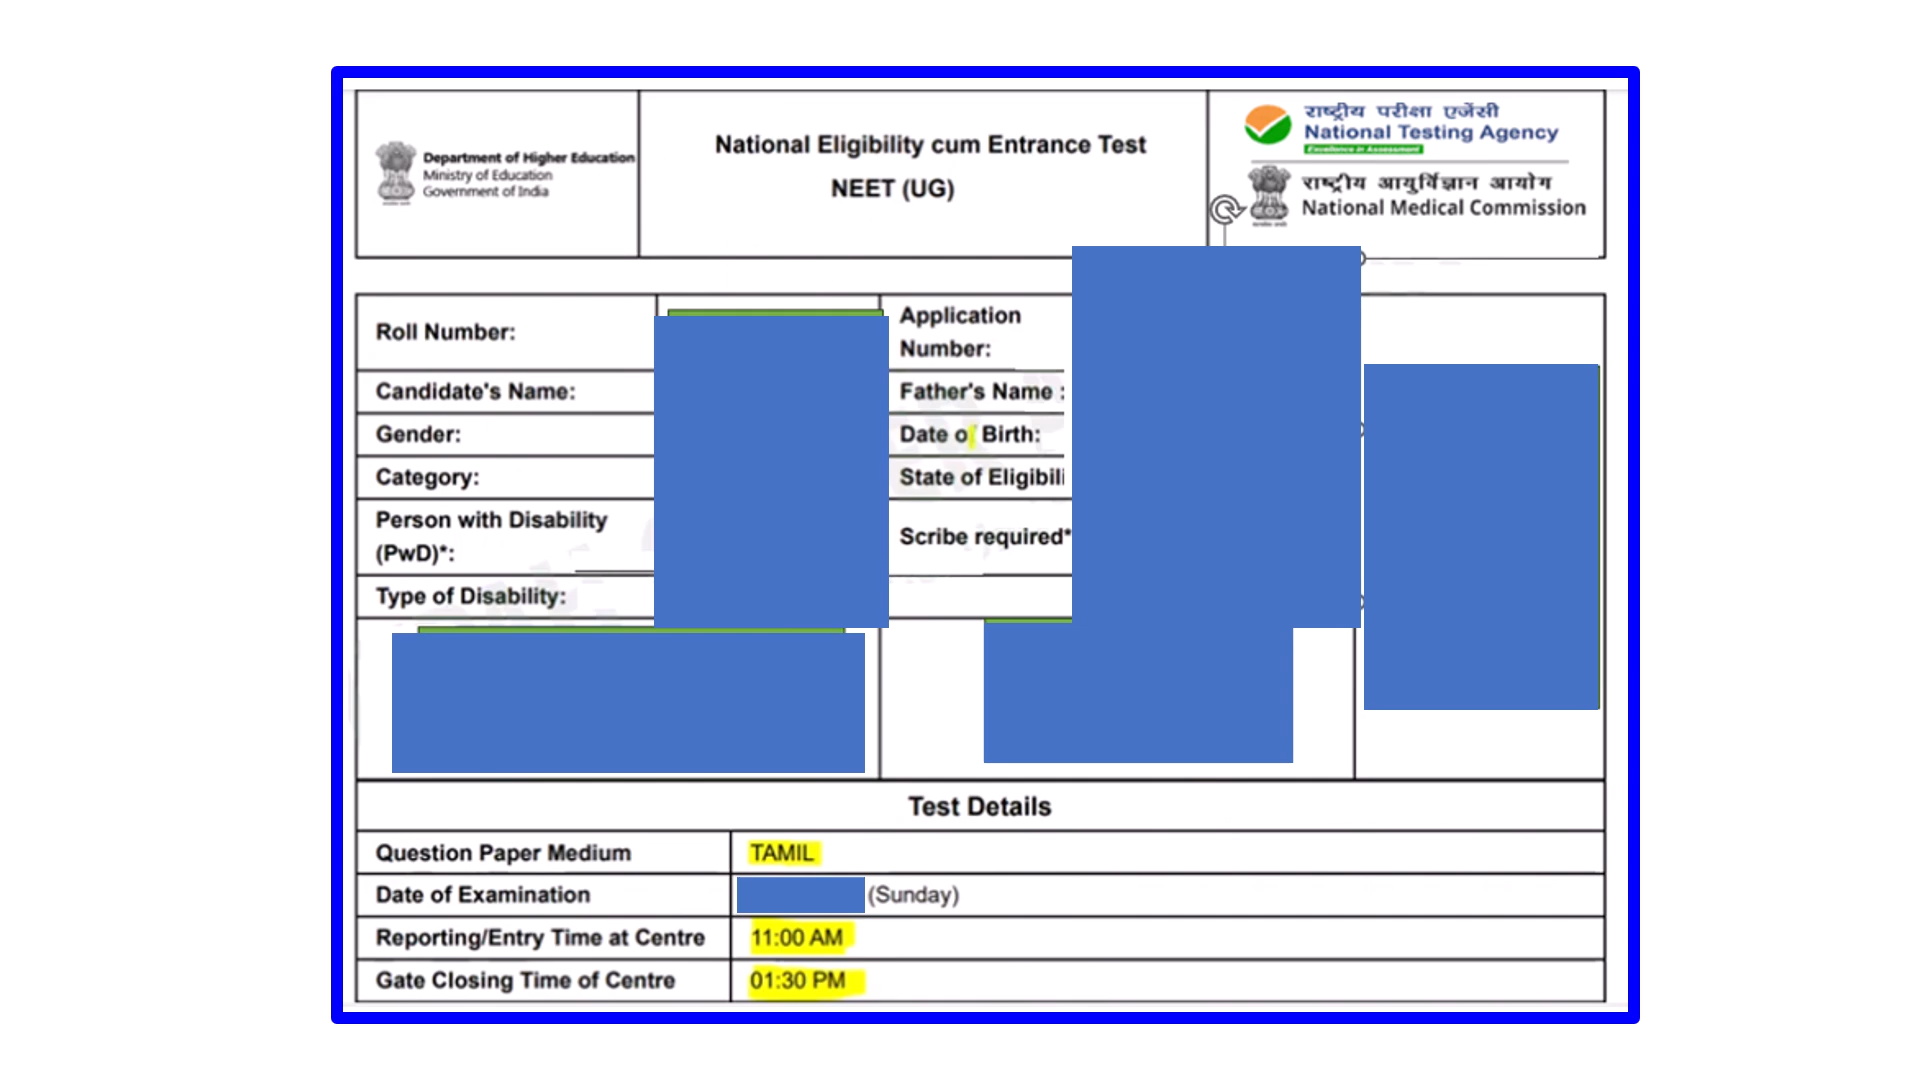 Department of Higher Education
Ministry of Education
Government of India
National Eligibility cum Entrance Test
NEET (UG)
राष्ट्रीय परीक्षा एजेंसी
National Testing Agency
Excellence in Assessment
राष्ट्रीय आयुर्विज्ञान आयोग
National Medical Commission
Roll Number:
Application
Number:
Candidate's Name:
Father's Name :
Gender:
Date of Birth:
Category:
State of Eligibili
Person with Disability
(PwD)*:
Scribe required*
Type of Disability:
Test Details
Question Paper Medium TAMIL
Date of Examination (Sunday)
Reporting/Entry Time at Centre 11:00 AM
Gate Closing Time of Centre 01:30 PM